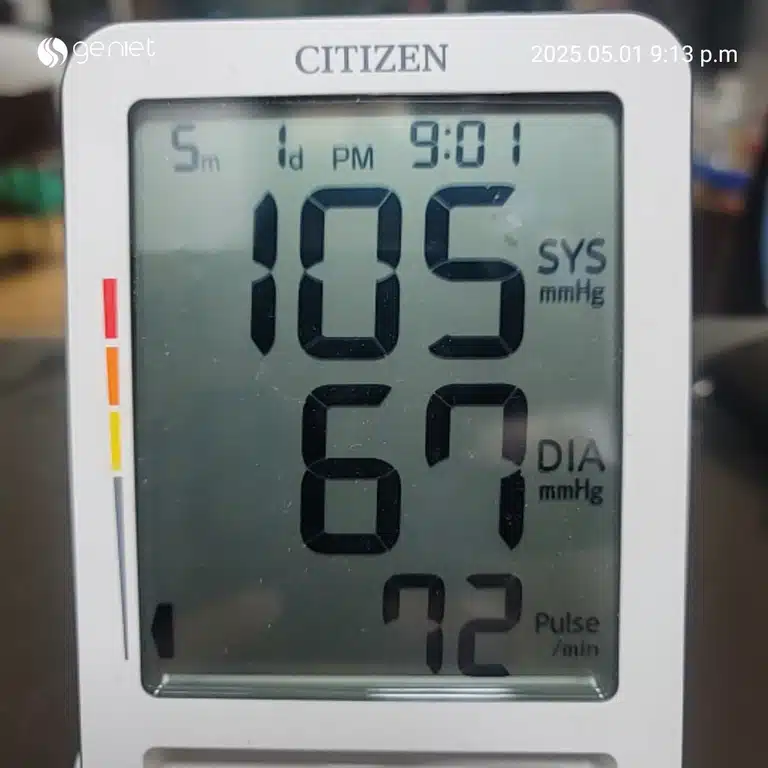 geniet
2025.05.01 9:13 p.m
CITIZEN
5m 1d PM 9:01
105 SYS
mmHg
67 DIA
mmHg
72 Pulse
/min